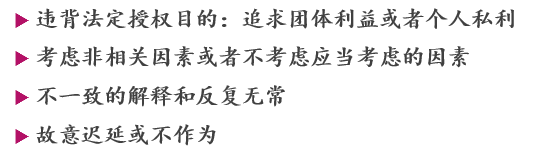 违背法定授权目的：追求团体利益或者个人私利
考虑非相关因素或者不考虑应当考虑的因素
不一致的解释和反复无常
故意迟延或不作为